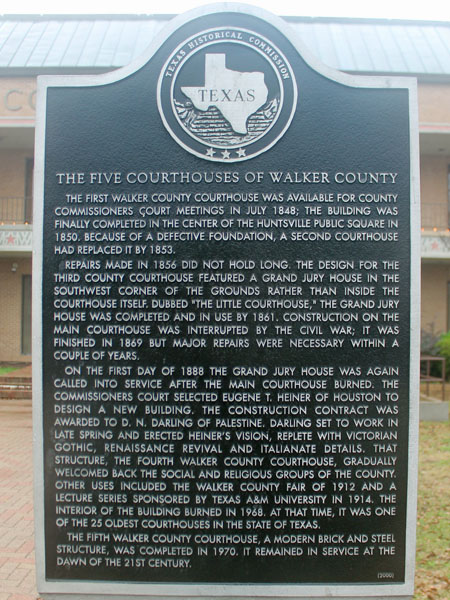 TEXAS HISTORICAL COMMISSION
TEXAS
THE FIVE COURTHOUSES OF WALKER COUNTY
THE FIRST WALKER COUNTY COURTHOUSE WAS AVAILABLE FOR COUNTY
COMMISSIONERS COURT MEETINGS IN JULY 1848; THE BUILDING WAS
FINALLY COMPLETED IN THE CENTER OF THE HUNTSVILLE PUBLIC SQUARE IN
1850. BECAUSE OF A DEFECTIVE FOUNDATION, A SECOND COURTHOUSE
HAD REPLACED IT BY 1853.
REPAIRS MADE IN 1856 DID NOT HOLD LONG. THE DESIGN FOR THE
THIRD COUNTY COURTHOUSE FEATURED A GRAND JURY HOUSE IN THE
SOUTHWEST CORNER OF THE GROUNDS RATHER THAN INSIDE THE
COURTHOUSE ITSELF. DUBBED "THE LITTLE COURTHOUSE," THE GRAND JURY
HOUSE WAS COMPLETED AND IN USE BY 1861. CONSTRUCTION ON THE
MAIN COURTHOUSE WAS INTERRUPTED BY THE CIVIL WAR; IT WAS
FINISHED IN 1869 BUT MAJOR REPAIRS WERE NECESSARY WITHIN A
COUPLE OF YEARS.
ON THE FIRST DAY OF 1888 THE GRAND JURY HOUSE WAS AGAIN
CALLED INTO SERVICE AFTER THE MAIN COURTHOUSE BURNED. THE
COMMISSIONERS COURT SELECTED EUGENE T. HEINER OF HOUSTON TO
DESIGN A NEW BUILDING. THE CONSTRUCTION CONTRACT WAS
AWARDED TO D. N. DARLING OF PALESTINE. DARLING SET TO WORK IN
LATE SPRING AND ERECTED HEINER'S VISION, REPLETE WITH VICTORIAN
GOTHIC, RENAISSANCE REVIVAL AND ITALIANATE DETAILS. THAT
STRUCTURE, THE FOURTH WALKER COUNTY COURTHOUSE, GRADUALLY
WELCOMED BACK THE SOCIAL AND RELIGIOUS GROUPS OF THE COUNTY.
OTHER USES INCLUDED THE WALKER COUNTY FAIR OF 1912 AND A
LECTURE SERIES SPONSORED BY TEXAS A&M UNIVERSITY IN 1914. THE
INTERIOR OF THE BUILDING BURNED IN 1968. AT THAT TIME, IT WAS ONE
OF THE 25 OLDEST COURTHOUSES IN THE STATE OF TEXAS.
THE FIFTH WALKER COUNTY COURTHOUSE, A MODERN BRICK AND STEEL
STRUCTURE, WAS COMPLETED IN 1970. IT REMAINED IN SERVICE AT THE
DAWN OF THE 21ST CENTURY.
(2000)